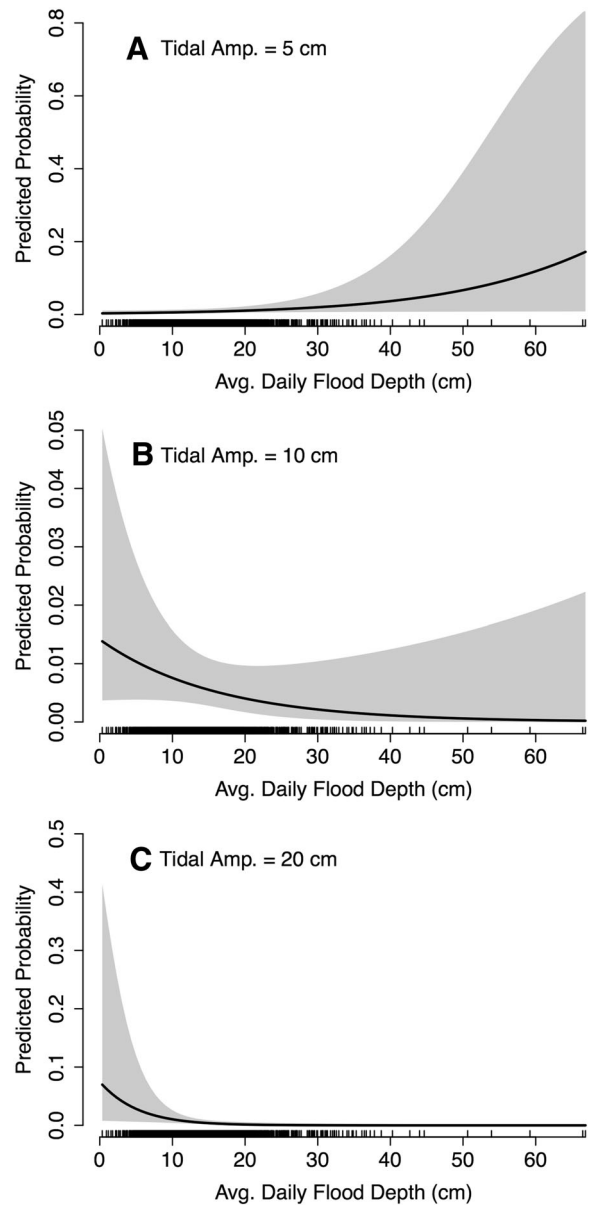 A Tidal Amp. = 5 cm
Predicted Probability
0.8
0.6
0.4
0.2
0.0
0 10 20 30 40 50 60
Avg. Daily Flood Depth (cm)
B Tidal Amp. = 10 cm
Predicted Probability
0.05
0.04
0.03
0.02
0.01
0.00
0 10 20 30 40 50 60
Avg. Daily Flood Depth (cm)
C Tidal Amp. = 20 cm
Predicted Probability
0.5
0.4
0.3
0.2
0.1
0.0
0 10 20 30 40 50 60
Avg. Daily Flood Depth (cm)